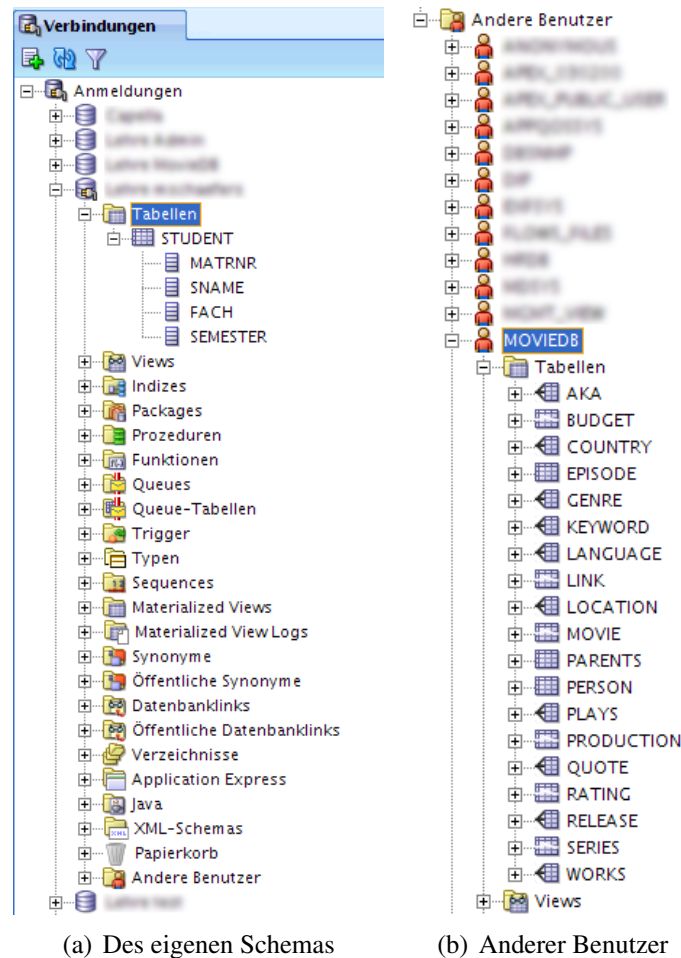 Verbindungen
Anmeldungen
Tabellen
STUDENT
MATRNR
SNAME
FACH
SEMESTER
Views
Indizes
Packages
Prozeduren
Funktionen
Queues
Queue-Tabellen
Trigger
Typen
Sequences
Materialized Views
Materialized View Logs
Synonyme
Öffentliche Synonyme
Datenbanklinks
Öffentliche Datenbanklinks
Verzeichnisse
Application Express
Java
XML-Schemas
Papierkorb
Andere Benutzer
(a) Des eigenen Schemas
Andere Benutzer
MOVIEDB
Tabellen
AKA
BUDGET
COUNTRY
EPISODE
GENRE
KEYWORD
LANGUAGE
LINK
LOCATION
MOVIE
PARENTS
PERSON
PLAYS
PRODUCTION
QUOTE
RATING
RELEASE
SERIES
WORKS
Views
(b) Anderer Benutzer